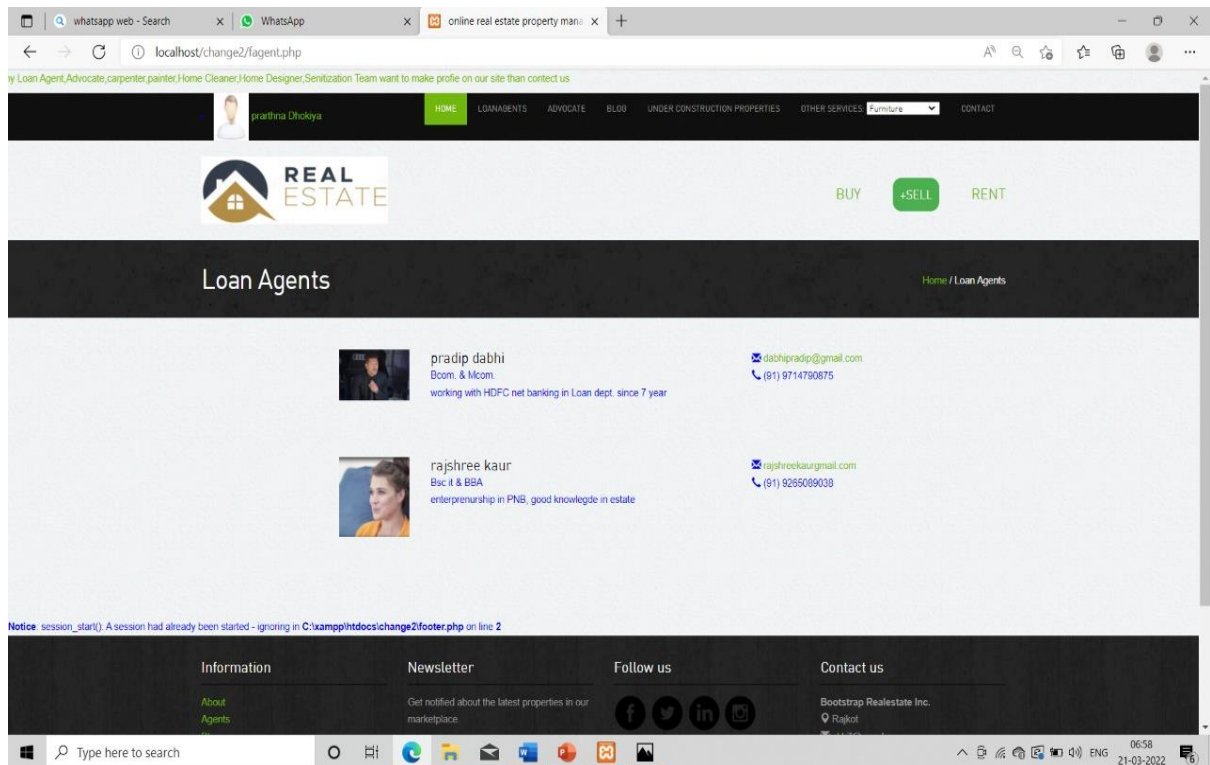 whatsapp web - Search
WhatsApp
online real estate property mana
localhost/change2/fagent.php
y Loan Agent,Advocate,carpenter,painter,Home Cleaner,Home Designer,Senitization Team want to make profie on our site than contect us
prarthna Dhokiya
HOME LOANAGENTS ADVOCATE BLOG UNDER CONSTRUCTION PROPERTIES OTHER SERVICES: Furniture CONTACT
REAL
ESTATE
BUY +SELL RENT
Loan Agents
Home / Loan Agents
pradip dabhi
Bcom. & Mcom.
working with HDFC net banking in Loan dept. since 7 year
dabhipradip@gmail.com
(91) 9714790875
rajshree kaur
Bsc it & BBA
enterprenurship in PNB, good knowlegde in estate
rajshreekaurgmail.com
(91) 9265089038
Notice: session_start(): A session had already been started - ignoring in C:\xampp\htdocs\change2\footer.php on line 2
Information
About
Agents
Newsletter
Get notified about the latest properties in our
marketplace.
Follow us
Contact us
Bootstrap Realestate Inc.
Rajkot
Type here to search
ENG
06:58
21-03-2022
6